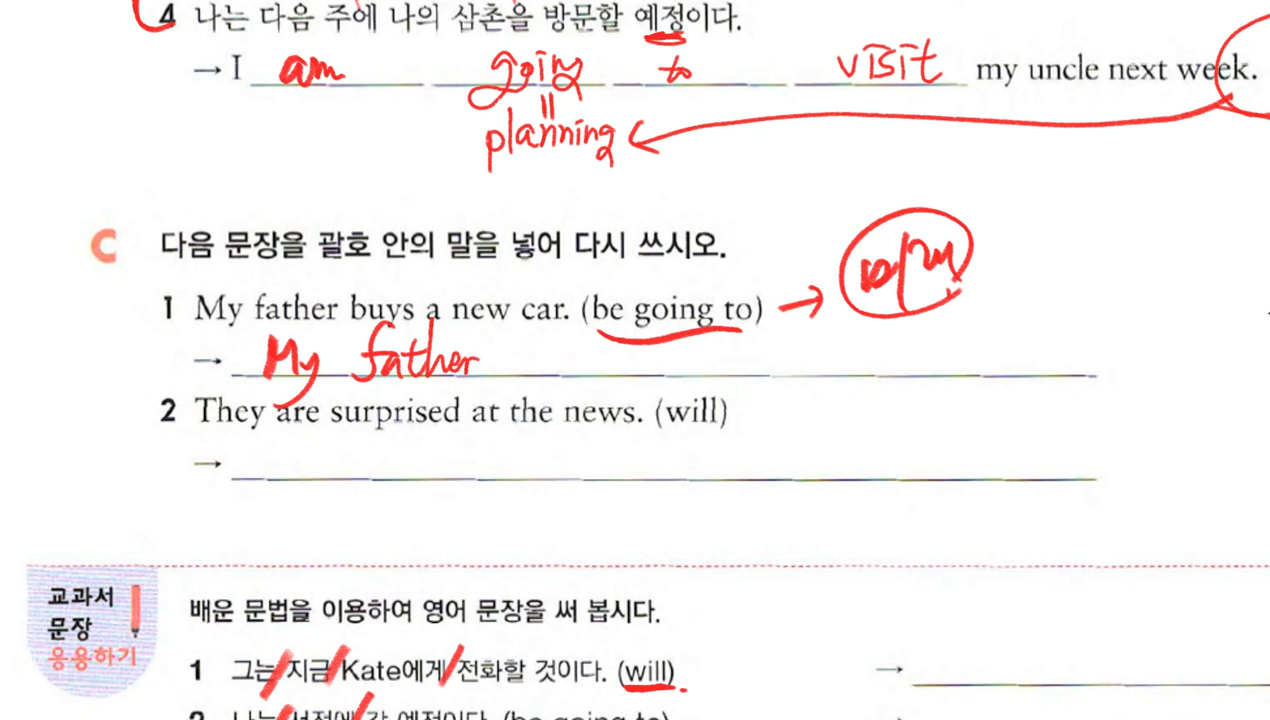 4 나는 다음 주에 나의 삼촌을 방문할 예정이다.
→ I am going to visit my uncle next week.
planning
C 다음 문장을 괄호 안의 말을 넣어 다시 쓰시오.
1 My father buys a new car. (be going to) →
→ My father
2 They are surprised at the news. (will)
→
교과서
문장
응용하기
배운 문법을 이용하여 영어 문장을 써 봅시다.
1 그는/지금/Kate에게/전화할 것이다. (will). →